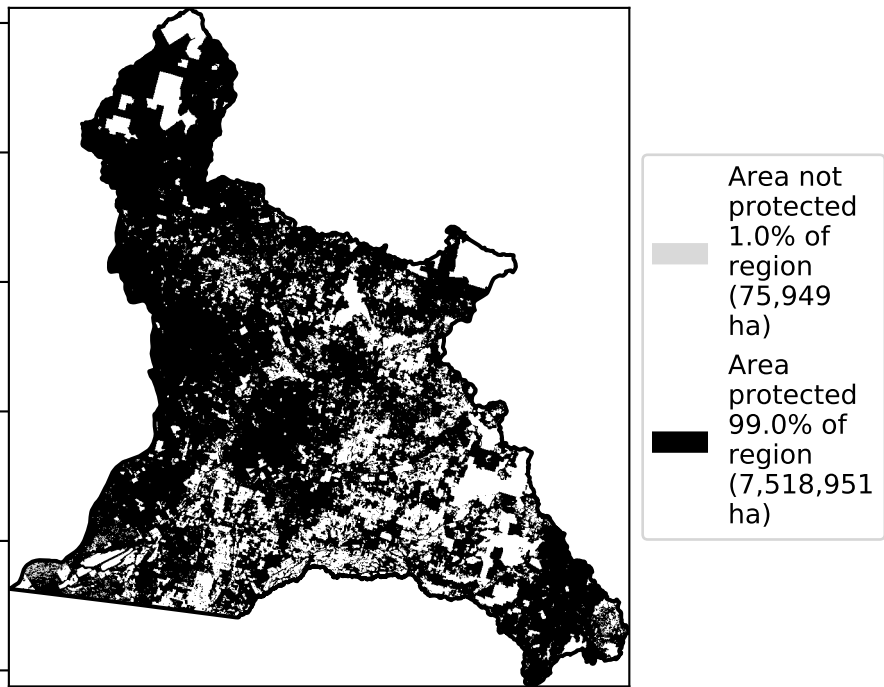 Area not
protected
1.0% of
region
(75,949
ha)
Area
protected
99.0% of
region
(7,518,951
ha)